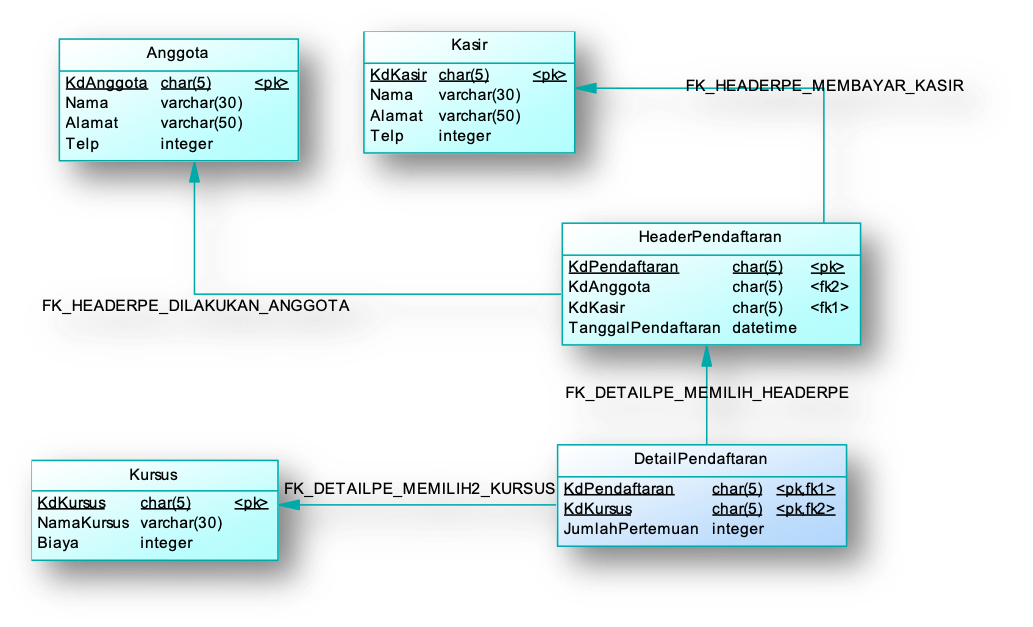 Anggota
KdAnggota char(5) <pk>
Nama varchar(30)
Alamat varchar(50)
Telp integer
Kasir
KdKasir char(5) <pk>
Nama varchar(30)
Alamat varchar(50)
Telp integer
FK_HEADERPE_MEMBAYAR_KASIR
HeaderPendaftaran
KdPendaftaran char(5) <pk>
KdAnggota char(5) <fk2>
KdKasir char(5) <fk1>
TanggalPendaftaran datetime
FK_HEADERPE_DILAKUKAN_ANGGOTA
FK_DETAILPE_MEMILIH_HEADERPE
Kursus
KdKursus char(5) <pk>
NamaKursus varchar(30)
Biaya integer
FK_DETAILPE_MEMILIH2_KURSUS
DetailPendaftaran
KdPendaftaran char(5) <pk,fk1>
KdKursus char(5) <pk,fk2>
JumlahPertemuan integer